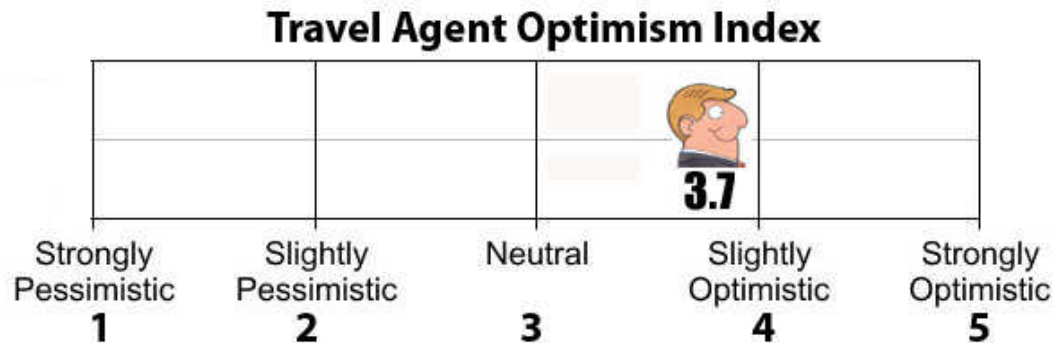 Travel Agent Optimism Index
3.7
Strongly Pessimistic
Slightly Pessimistic
Neutral
Slightly Optimistic
Strongly Optimistic
1 2 3 4 5